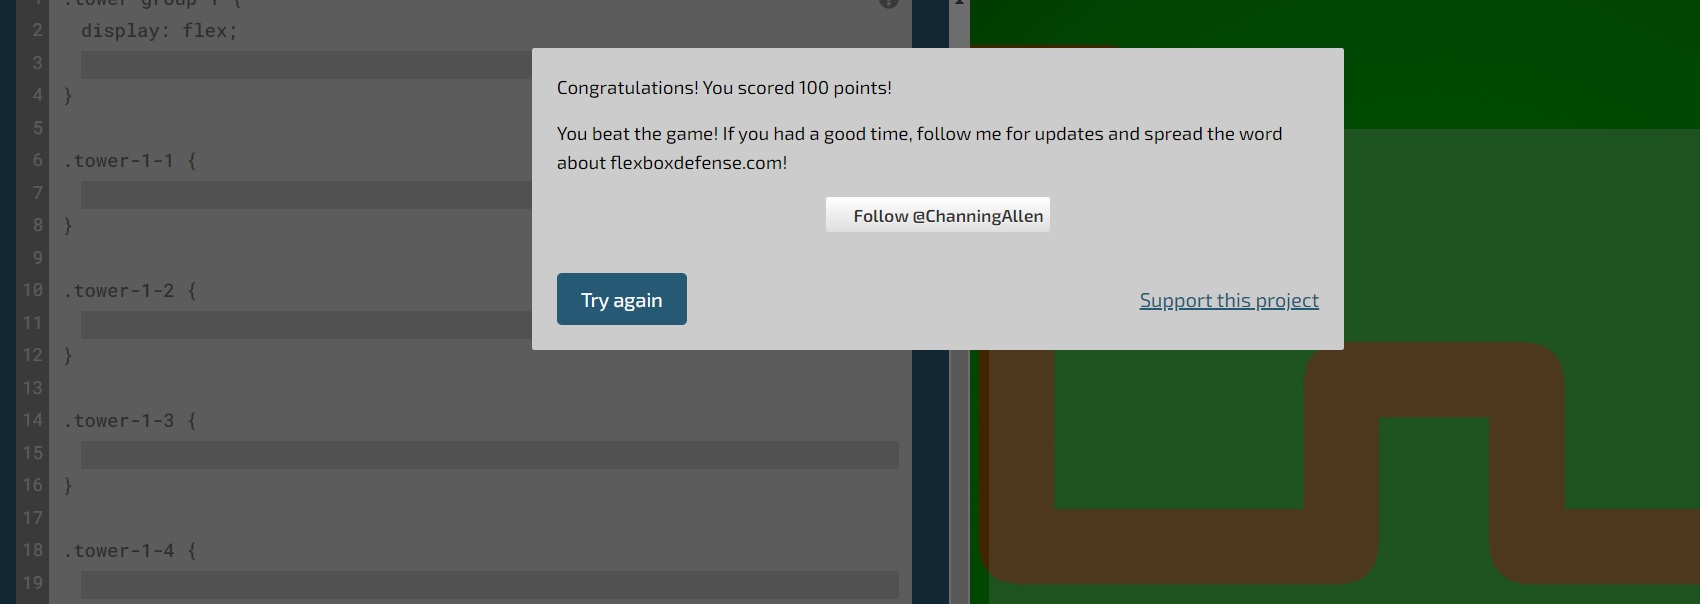 1 .tower-group-1 {
2 display: flex;
3
4 }
5
6 .tower-1-1 {
7
8 }
9
10 .tower-1-2 {
11
12 }
13
14 .tower-1-3 {
15
16 }
17
18 .tower-1-4 {
19
Congratulations! You scored 100 points!
You beat the game! If you had a good time, follow me for updates and spread the word
about flexboxdefense.com!
Follow @ChanningAllen
Try again
Support this project